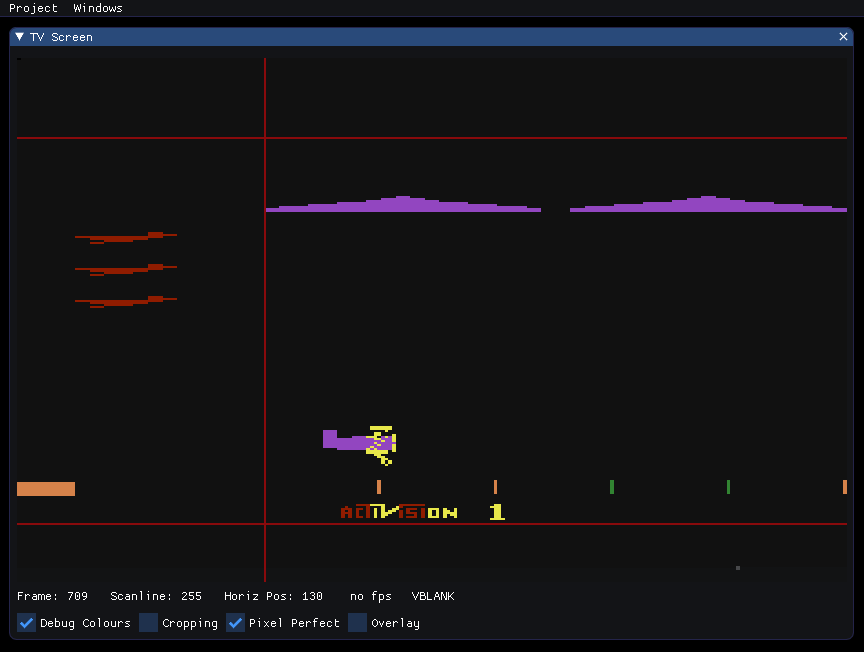 Project Windows
TV Screen
ACTIVISION 1
Frame: 709 Scanline: 255 Horiz Pos: 130 no fps VBLANK
Debug Colours Cropping Pixel Perfect Overlay